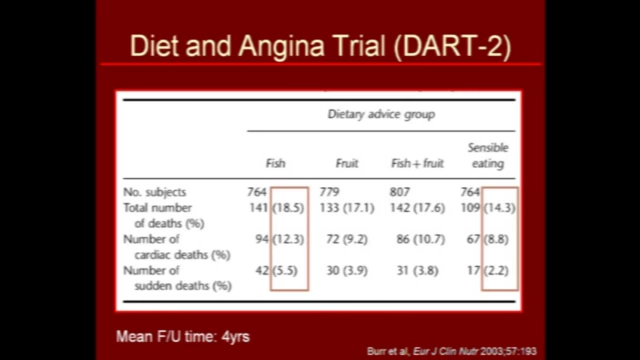 Diet and Angina Trial (DART-2)
Dietary advice group
Sensible
Fish Fruit Fish + fruit eating
No. subjects 764 779 807 764
Total number 141 (18.5) 133 (17.1) 142 (17.6) 109 (14.3)
of deaths (%)
Number of 94 (12.3) 72 (9.2) 86 (10.7) 67 (8.8)
cardiac deaths (%)
Number of 42 (5.5) 30 (3.9) 31 (3.8) 17 (2.2)
sudden deaths (%)
Mean F/U time: 4yrs
Burr et al, Eur J Clin Nutr 2003;57:193